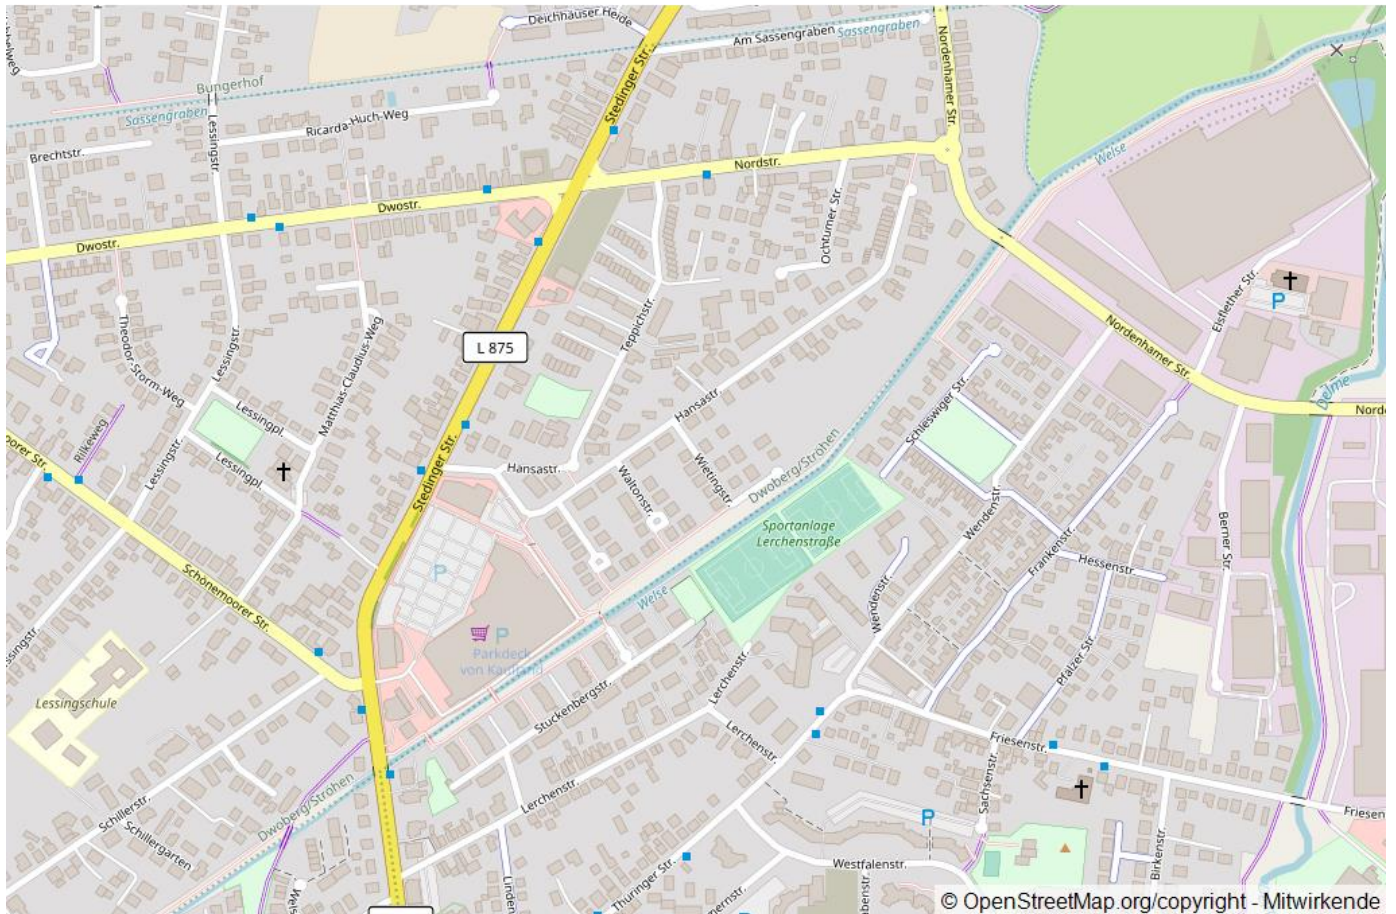 Deichhauser Heide
Am Sassengraben
Sassengraben
Stedinger Str.
Nordenhamer Str.
Bungerhof
Sassengraben
Lessingstr.
Ricarda-Huch-Weg
Brechtstr.
Welse
Nordstr.
Dwostr.
Dwostr.
Ochtumer Str.
Elsflether Str.
P
Theodor-Storm-Weg
Lessingstr.
Matthias-Claudius-Weg
Teppichstr.
L 875
Nordenhamer Str.
Delme
Lessingpl.
Hansastr.
Schleswiger Str.
Rilkeweg
Lessingstr.
Lessingpl.
Stedinger Str.
Hansastr.
Waltonstr.
Wietingstr.
Dwoberg/Ströhen
Sportanlage
Lerchenstraße
Wendenstr.
Frankenstr.
Berner Str.
Hessenstr.
P
Schönemoorer Str.
Welse
Wendenstr.
P
Parkdeck
von Kaufland
Pfälzer Str.
Lerchenstr.
Stuckenbergstr.
Lessingschule
Lerchenstr.
Friesenstr.
Lerchenstr.
Sachsenstr.
Schillerstr.
Dwoberg/Ströhen
Schillergarten
P
Birkenstr.
Thüringer Str.
Westfalenstr.
© OpenStreetMap.org/copyright - Mitwirkende